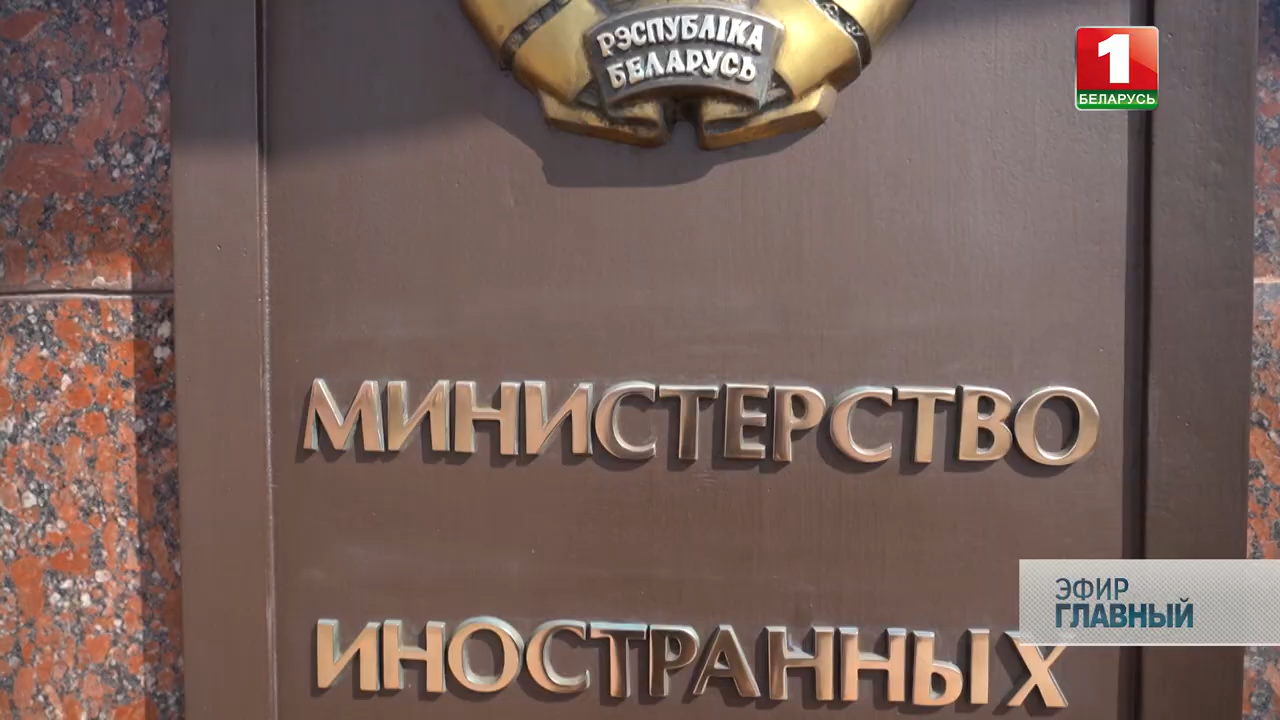 РЭСПУБЛІКА
БЕЛАРУСЬ
1
БЕЛАРУСЬ
МИНИСТЕРСТВО
ИНОСТРАННЫХ
ЭФИР
ГЛАВНЫЙ